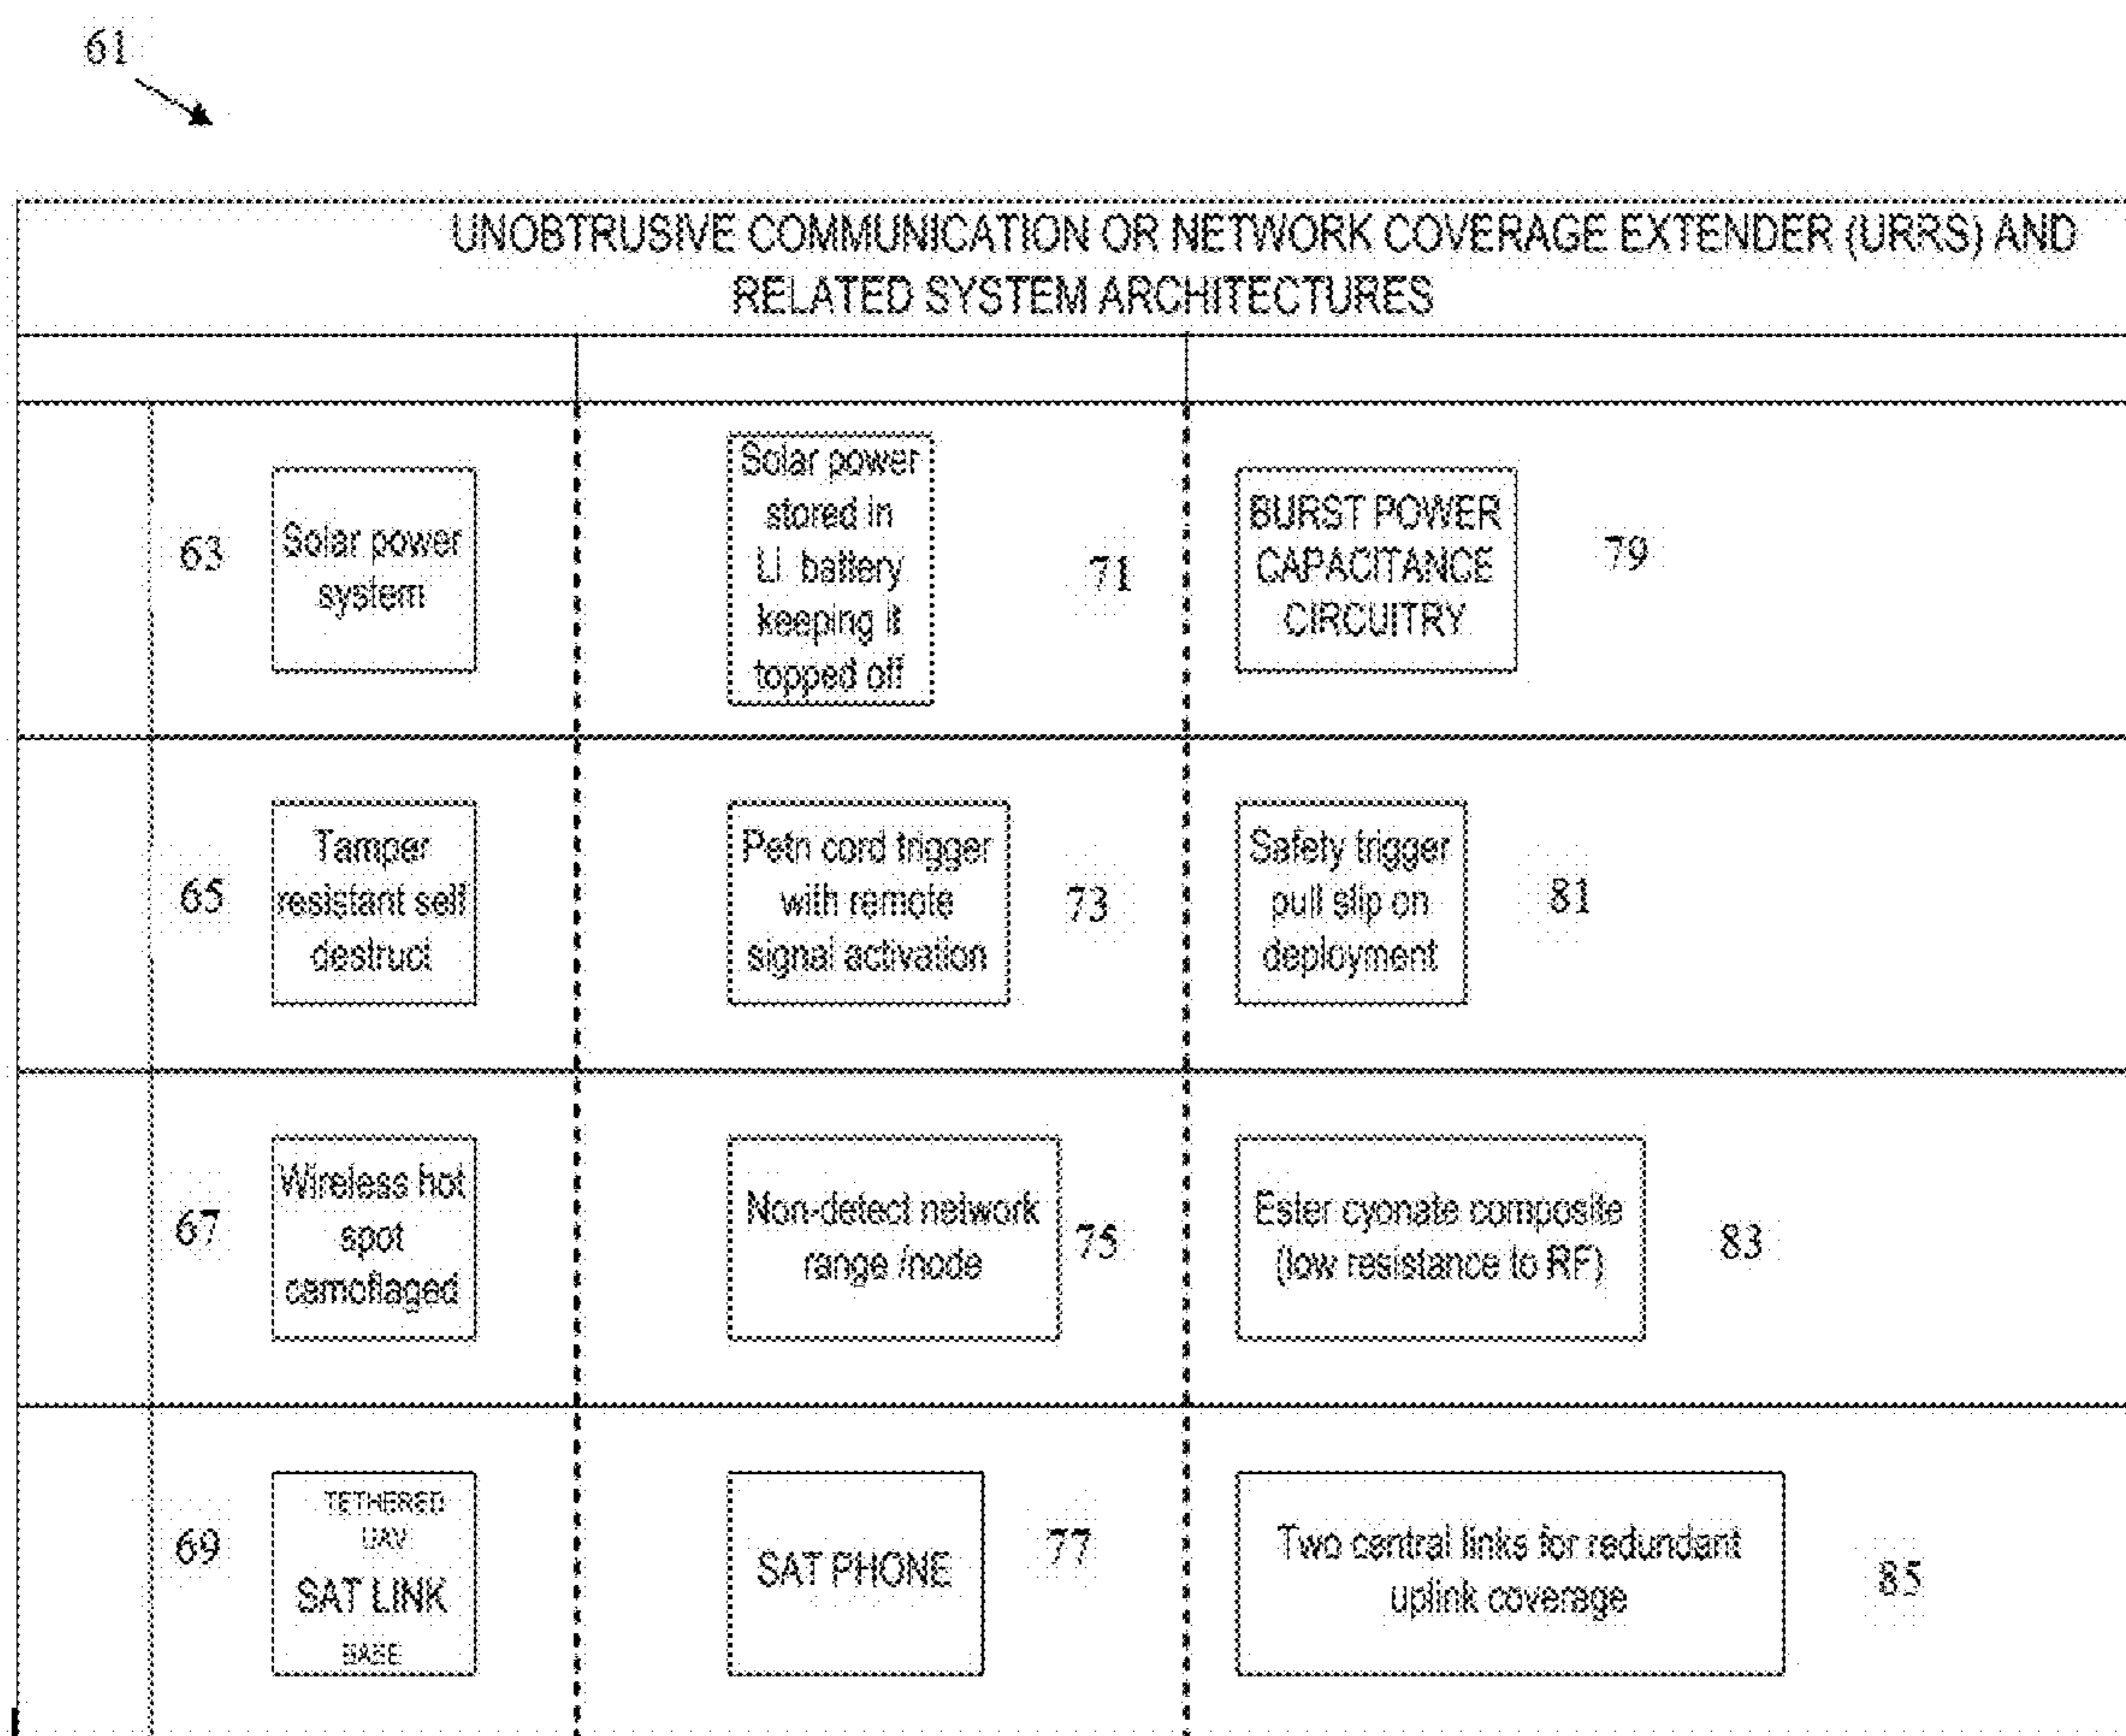 61
UNOBTRUSIVE COMMUNICATION OR NETWORK COVERAGE EXTENDER (URRS) AND
RELATED SYSTEM ARCHITECTURES
63
Solar power
system
Solar power
stored in
Li. battery
keeping it
topped off
71
BURST POWER
CAPACITANCE
CIRCUITRY
79
65
Tamper
resistant self
destruct
Petn cord trigger
with remote
signal activation
73
Safety trigger
pull slip on
deployment
81
67
Wireless hot
spot
camoflaged
Non-detect network
range /node
75
Ester cyonate composite
(low resistance to RF)
83
69
TETHERED
UAV
SAT LINK
BASE
SAT PHONE
77
Two central links for redundant
uplink coverage
85